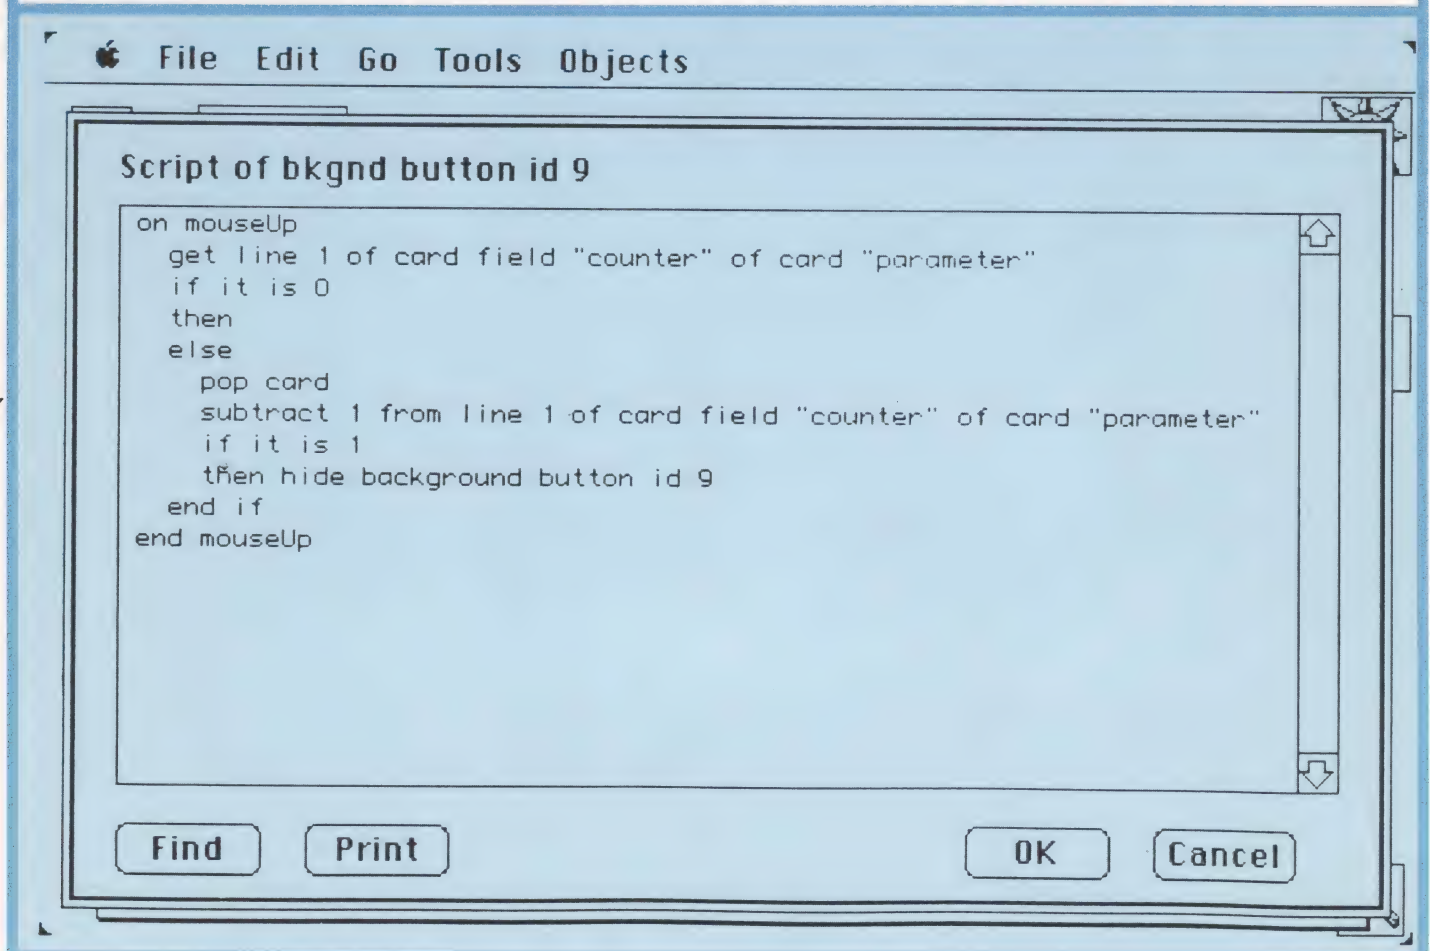 File Edit Go Tools Objects
Script of bkgnd button id 9
on mouseUp
get line 1 of card field "counter" of card "parameter"
if it is 0
then
else
pop card
subtract 1 from line 1 of card field "counter" of card "parameter"
if it is 1
then hide background button id 9
end if
end mouseUp
Find Print OK Cancel